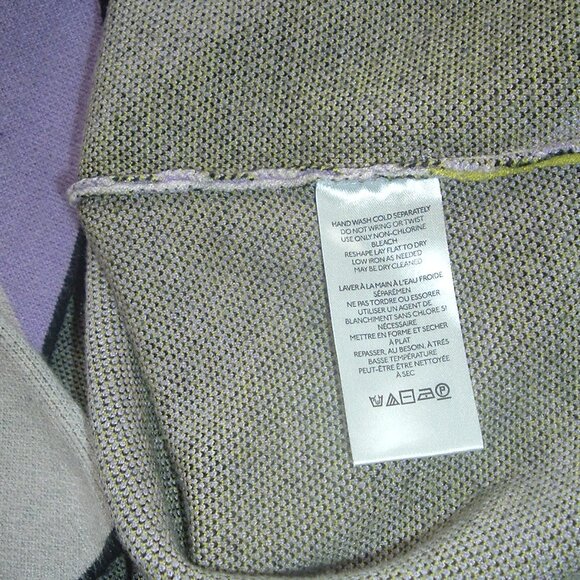 HAND WASH COLD SEPARATELY
DO NOT WRING OR TWIST
USE ONLY NON-CHLORINE
BLEACH
RESHAPE LAY FLAT TO DRY
LOW IRON AS NEEDED
MAY BE DRY CLEANED
LAVER À LA MAIN À L'EAU FROIDE
SÉPARÉMEN
NE PAS TORDRE OU ESSORER
UTILISER UN AGENT DE
BLANCHIMENT SANS CHLORE SI
NÉCESSAIRE
METTRE EN FORME ET SÉCHER
À PLAT
REPASSER, AU BESOIN, À TRÈS
BASSE TEMPÉRATURE
PEUT-ÊTRE ÊTRE NETTOYÉE
À SEC
P